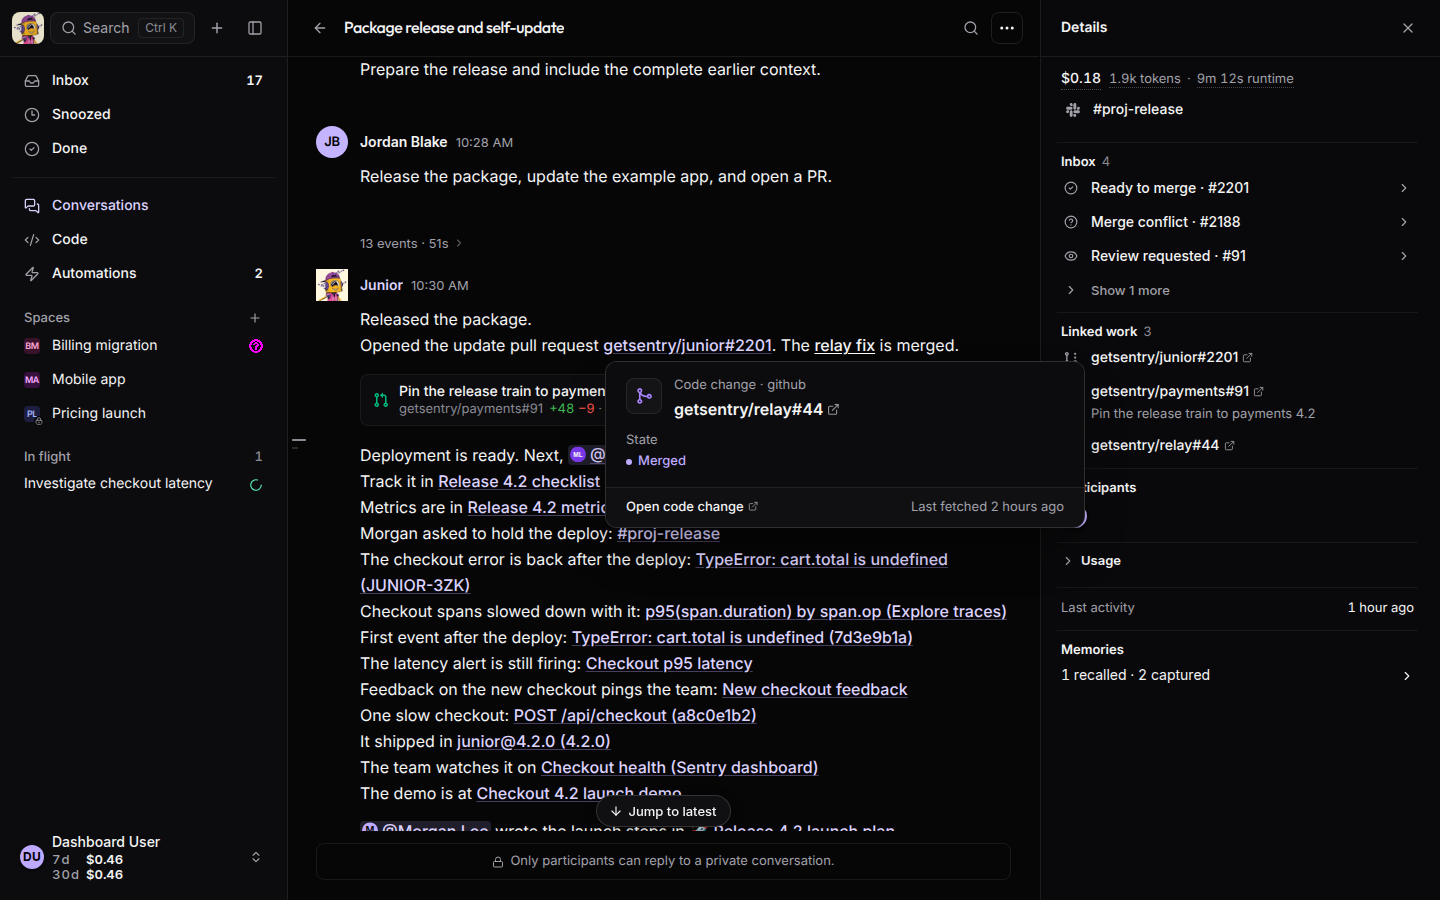 Search Ctrl K
Inbox 17
Snoozed
Done
Conversations
Code
Automations 2
Spaces
BM Billing migration
MA Mobile app
PL Pricing launch
In flight 1
Investigate checkout latency
DU Dashboard User
7d $0.46
30d $0.46
Package release and self-update
Prepare the release and include the complete earlier context.
JB Jordan Blake 10:28 AM
Release the package, update the example app, and open a PR.
13 events · 51s
Junior 10:30 AM
Released the package.
Opened the update pull request getsentry/junior#2201. The relay fix is merged.
Pin the release train to paymen
getsentry/payments#91 +48 −9 ·
Code change · github
getsentry/relay#44
State
Merged
Open code change Last fetched 2 hours ago
Deployment is ready. Next, ML @
Track it in Release 4.2 checklist
Metrics are in Release 4.2 metric
Morgan asked to hold the deploy: #proj-release
The checkout error is back after the deploy: TypeError: cart.total is undefined
(JUNIOR-3ZK)
Checkout spans slowed down with it: p95(span.duration) by span.op (Explore traces)
First event after the deploy: TypeError: cart.total is undefined (7d3e9b1a)
The latency alert is still firing: Checkout p95 latency
Feedback on the new checkout pings the team: New checkout feedback
One slow checkout: POST /api/checkout (a8c0e1b2)
It shipped in junior@4.2.0 (4.2.0)
The team watches it on Checkout health (Sentry dashboard)
The demo is at Checkout 4.2 launch demo
Jump to latest
@Morgan Lee wrote the launch steps in Release 4.2 launch plan
Only participants can reply to a private conversation.
Details
$0.18 1.9k tokens · 9m 12s runtime
#proj-release
Inbox 4
Ready to merge · #2201
Merge conflict · #2188
Review requested · #91
Show 1 more
Linked work 3
getsentry/junior#2201
getsentry/payments#91
Pin the release train to payments 4.2
getsentry/relay#44
ticipants
Usage
Last activity 1 hour ago
Memories
1 recalled · 2 captured